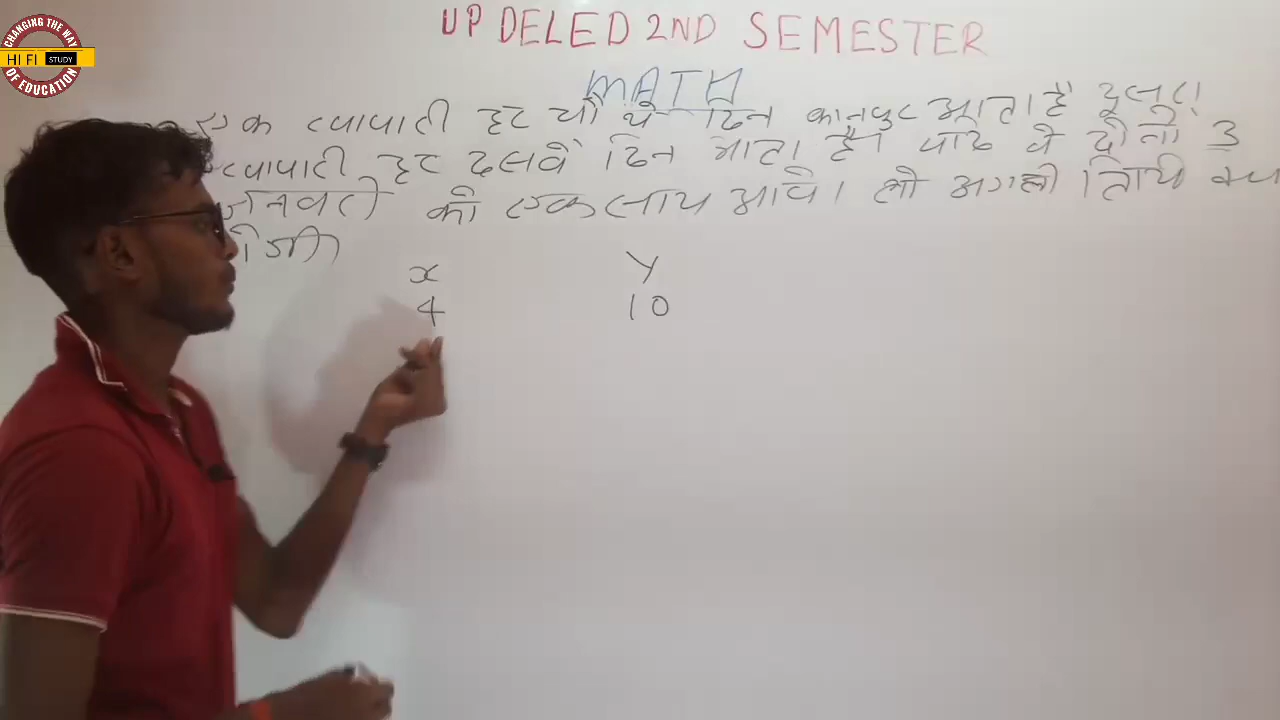 CHANGING THE WAY
HI FI STUDY
OF EDUCATION
UP DELED 2ND SEMESTER
MATH
एक व्यापारी हर चौथे दिन कानपुर आता है दूसरा
व्यापारी हर दसवें दिन आता है। यदि ये दोनों 3
जनवरी को एक साथ आये। तो अगली तिथि क्या
होगी
x y
4 10